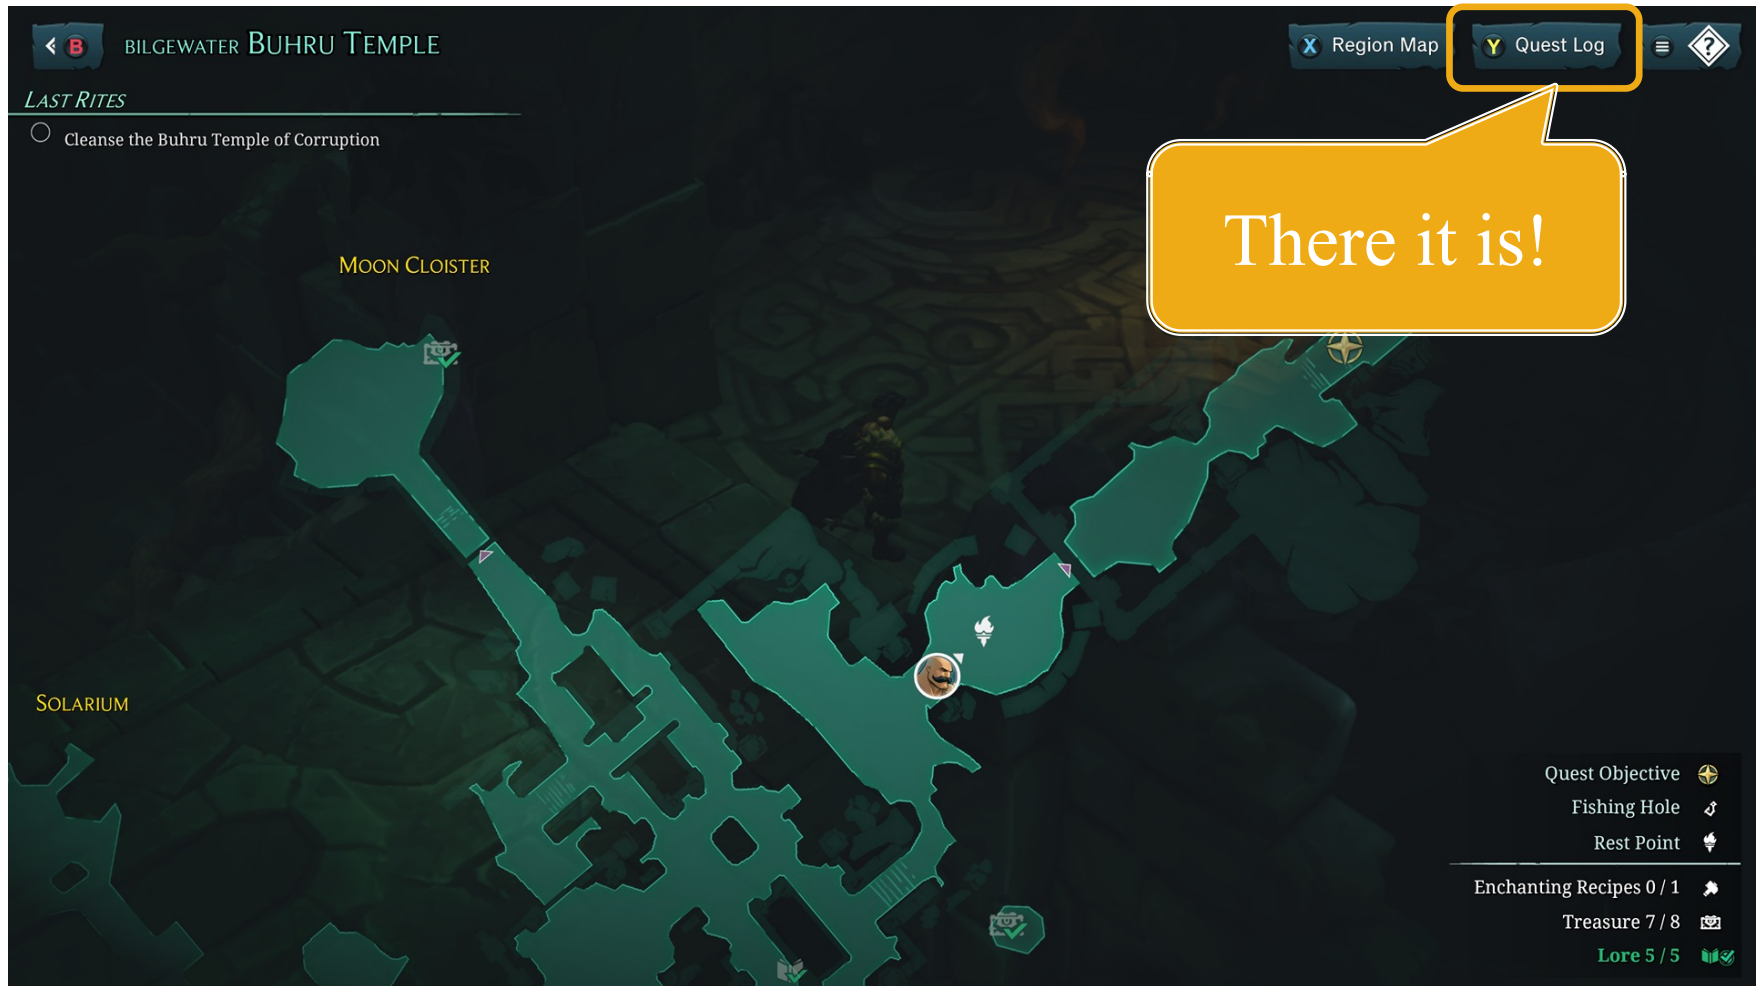 B BILGEWATER BUHRU TEMPLE
X Region Map Y Quest Log ?
LAST RITES
Cleanse the Buhru Temple of Corruption
There it is!
MOON CLOISTER
SOLARIUM
Quest Objective
Fishing Hole
Rest Point
Enchanting Recipes 0 / 1
Treasure 7 / 8
Lore 5 / 5